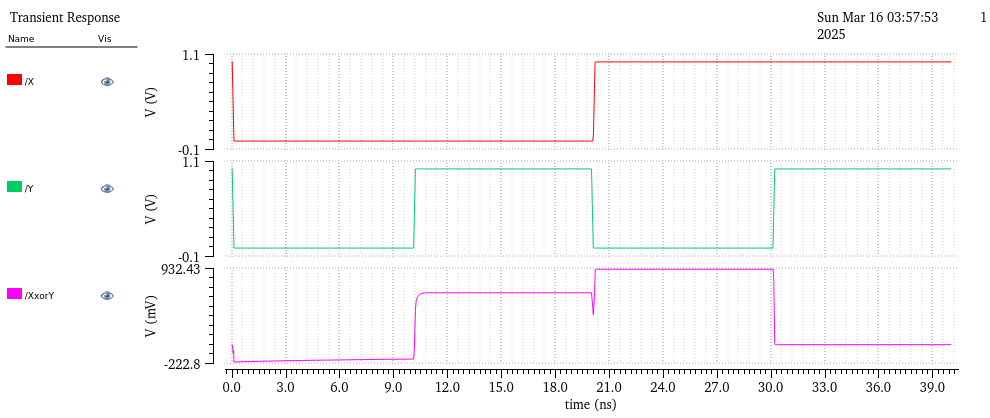 Transient Response
Sun Mar 16 03:57:53 1
2025
Name Vis
/X
/Y
/XxorY
1.1
V (V)
-0.1
1.1
V (V)
-0.1
932.43
V (mV)
-222.8
0.0 3.0 6.0 9.0 12.0 15.0 18.0 21.0 24.0 27.0 30.0 33.0 36.0 39.0
time (ns)